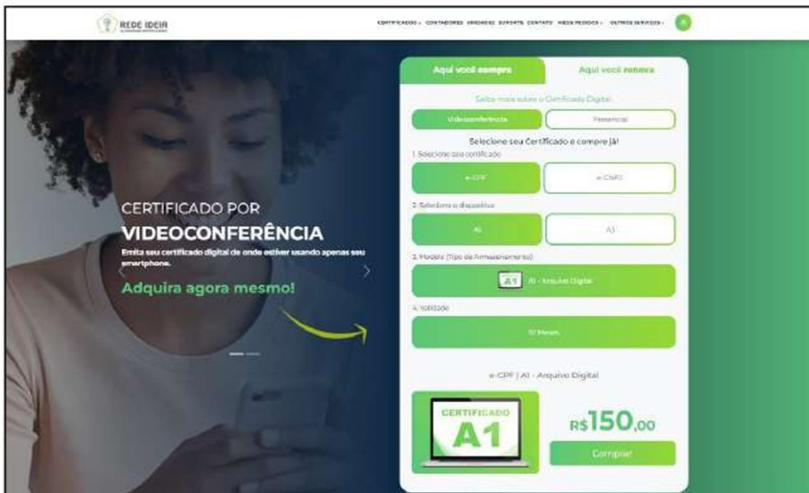 REDE IDEIA
CERTIFICADOS CONTADORES UNIDADES SUPORTE CONTATO MEUS PEDIDOS OUTROS SERVIÇOS
CERTIFICADO POR
VIDEOCONFERÊNCIA
Emita seu certificado digital de onde estiver usando apenas seu
smartphone.
Adquira agora mesmo!
Aqui você compra
Aqui você renova
Saiba mais sobre o Certificado Digital
Videoconferência
Presencial
Selecione seu Certificado e compre já!
1. Selecione seu certificado
e-CPF
e-CNPJ
2. Selecione o dispositivo
A1
A3
3. Modelo (Tipo de Armazenamento)
A1
A1 - Arquivo Digital
4. Validade
12 Meses
e-CPF | A1 - Arquivo Digital
CERTIFICADO
A1
R$150,00
Comprar